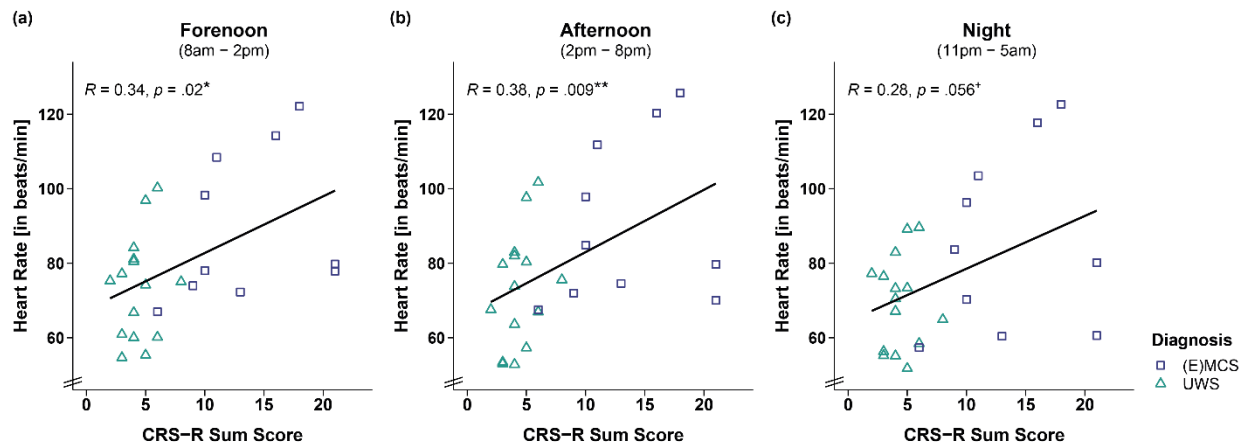 (a)
Forenoon
(8am − 2pm)
R = 0.34, p = .02*
Heart Rate [in beats/min]
120
100
80
60
0 5 10 15 20
CRS−R Sum Score
(b)
Afternoon
(2pm − 8pm)
R = 0.38, p = .009**
Heart Rate [in beats/min]
120
100
80
60
0 5 10 15 20
CRS−R Sum Score
(c)
Night
(11pm − 5am)
R = 0.28, p = .056+
Heart Rate [in beats/min]
120
100
80
60
0 5 10 15 20
CRS−R Sum Score
Diagnosis
(E)MCS
UWS